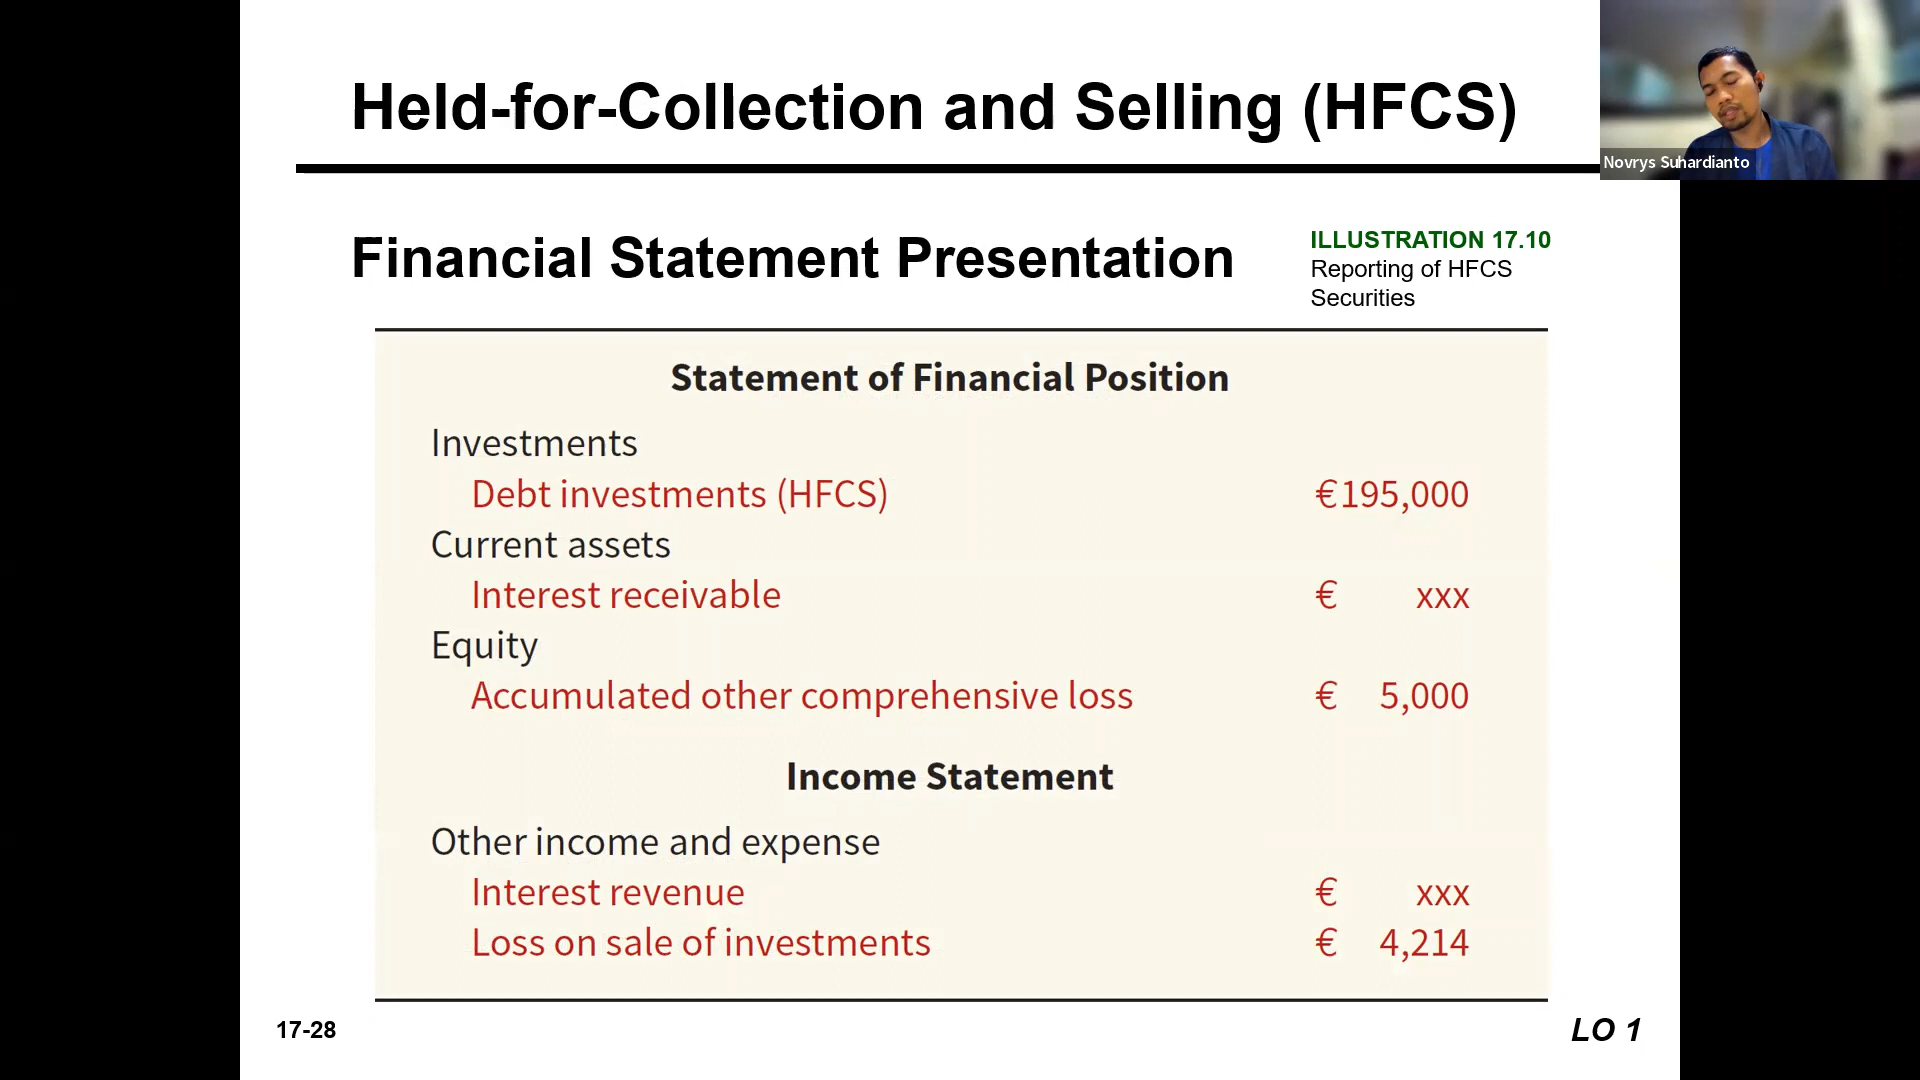 Held-for-Collection and Selling (HFCS)
Novrys Suhardianto
Financial Statement Presentation
ILLUSTRATION 17.10
Reporting of HFCS
Securities
Statement of Financial Position
Investments
Debt investments (HFCS) €195,000
Current assets
Interest receivable € xxx
Equity
Accumulated other comprehensive loss € 5,000
Income Statement
Other income and expense
Interest revenue € xxx
Loss on sale of investments € 4,214
17-28
LO 1